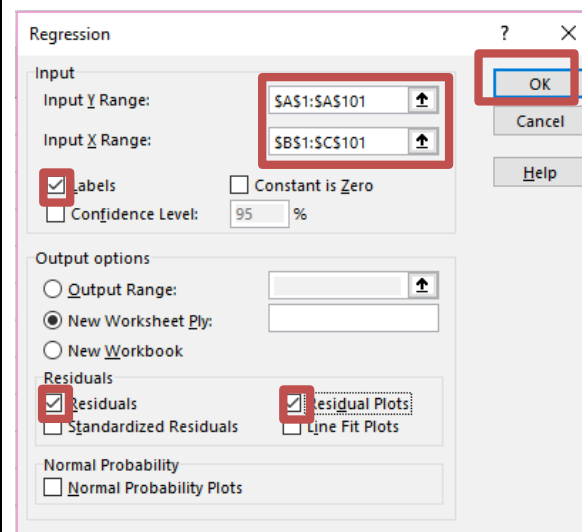 Regression ? ×
Input
Input Y Range: $A$1:$A$101
Input X Range: $B$1:$C$101
Labels Constant is Zero
Confidence Level: 95 %
OK
Cancel
Help
Output options
Output Range:
New Worksheet Ply:
New Workbook
Residuals
Residuals Residual Plots
Standardized Residuals Line Fit Plots
Normal Probability
Normal Probability Plots